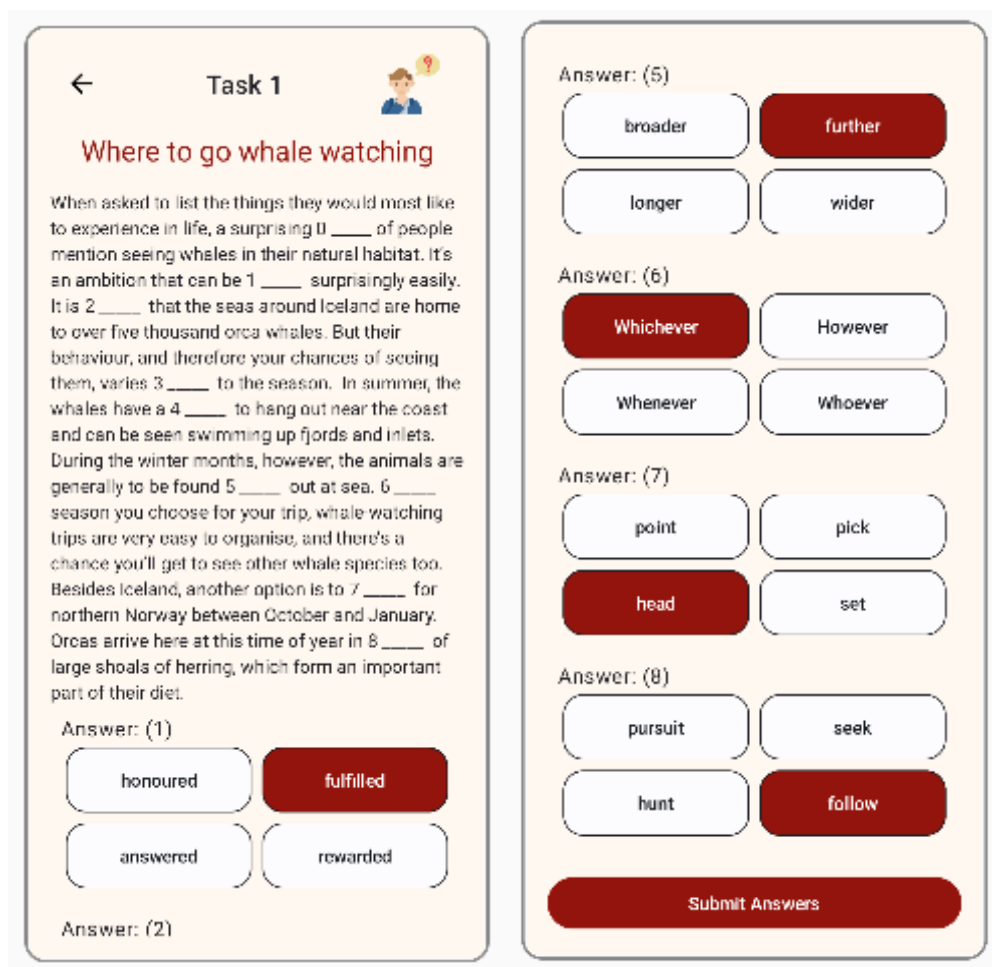 Task 1
Where to go whale watching
When asked to list the things they would most like
to experience in life, a surprising 0 ____ of people
mention seeing whales in their natural habitat. It's
an ambition that can be 1 ____ surprisingly easily.
It is 2 ____ that the seas around Iceland are home
to over five thousand orca whales. But their
behaviour, and therefore your chances of seeing
them, varies 3 ____ to the season. In summer, the
whales have a 4 ____ to hang out near the coast
and can be seen swimming up fjords and inlets.
During the winter months, however, the animals are
generally to be found 5 ____ out at sea. 6 ____
season you choose for your trip, whale-watching
trips are very easy to organise, and there's a
chance you'll get to see other whale species too.
Besides Iceland, another option is to 7 ____ for
northern Norway between October and January.
Orcas arrive here at this time of year in 8 ____ of
large shoals of herring, which form an important
part of their diet.
Answer: (1)
honoured
fulfilled
answered
rewarded
Answer: (2)
Answer: (5)
broader
further
longer
wider
Answer: (6)
Whichever
However
Whenever
Whoever
Answer: (7)
point
pick
head
set
Answer: (8)
pursuit
seek
hunt
follow
Submit Answers